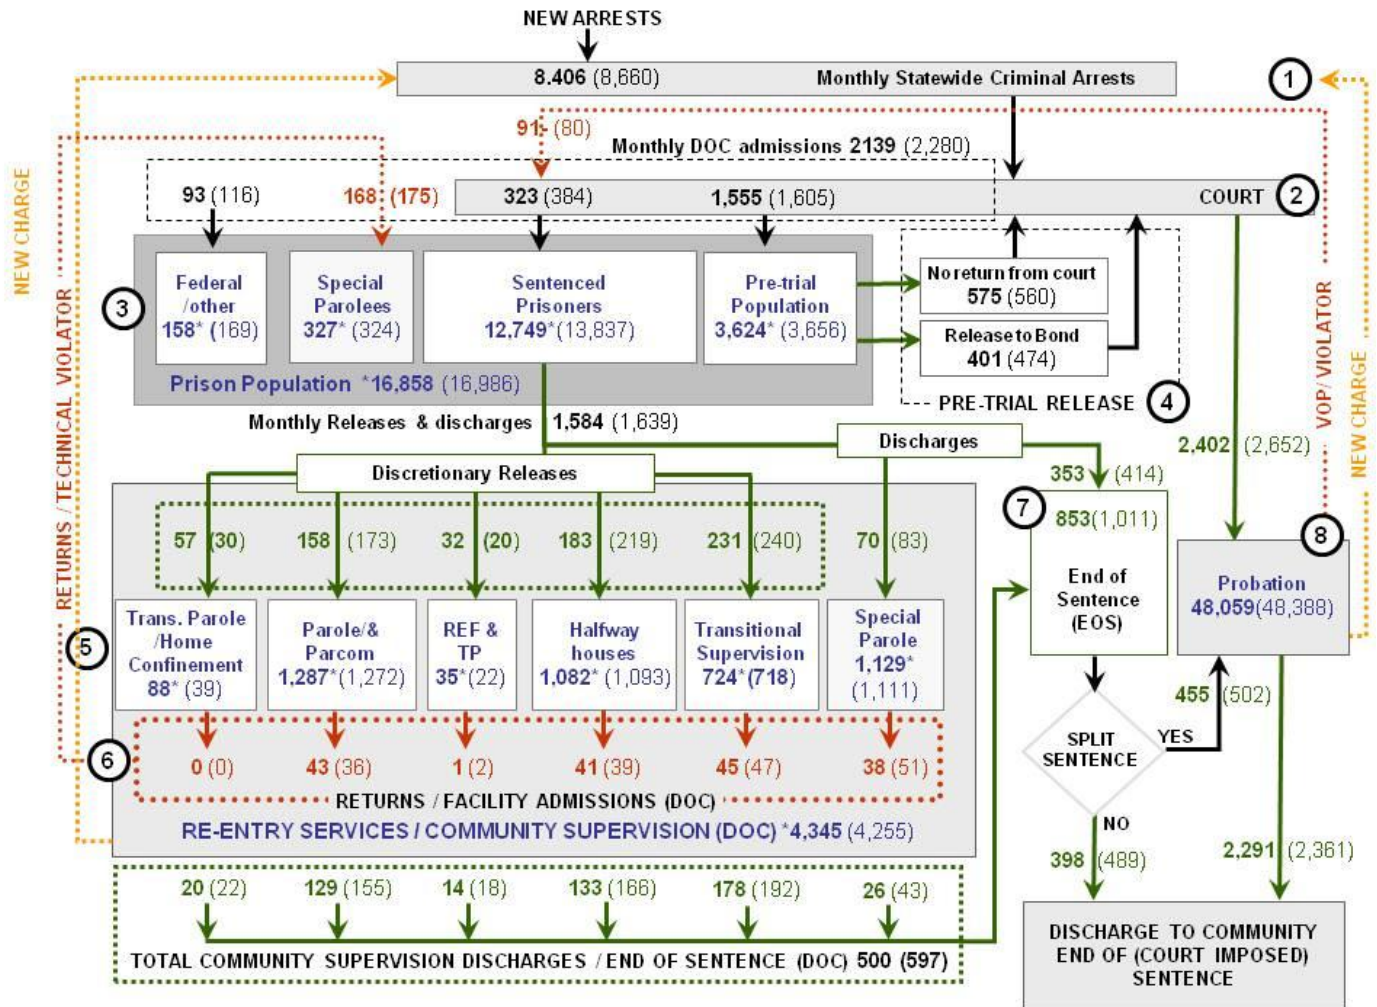 NEW ARRESTS
8.406 (8,660) Monthly Statewide Criminal Arrests
1
91- (80)
Monthly DOC admissions 2139 (2,280)
93 (116)
168 (175)
323 (384)
1,555 (1,605)
COURT
2
NEW CHARGE
RETURNS / TECHNICAL VIOLATOR
3
Federal
/other
158* (169)
Special
Parolees
327* (324)
Sentenced
Prisoners
12,749*(13,837)
Pre-trial
Population
3,624* (3,656)
No return from court
575 (560)
Release to Bond
401 (474)
Prison Population *16,858 (16,986)
PRE-TRIAL RELEASE
4
VOP/ VIOLATOR
NEW CHARGE
Monthly Releases & discharges 1,584 (1,639)
Discharges
Discretionary Releases
2,402 (2,652)
353 (414)
7
853(1,011)
End of
Sentence
(EOS)
8
Probation
48,059(48,388)
57 (30)
158 (173)
32 (20)
183 (219)
231 (240)
70 (83)
5
Trans. Parole
/Home
Confinement
88* (39)
Parole/&
Parcom
1,287*(1,272)
REF &
TP
35*(22)
Halfway
houses
1,082* (1,093)
Transitional
Supervision
724*(718)
Special
Parole
1,129*
(1,111)
455 (502)
SPLIT
SENTENCE
YES
NO
6
0 (0)
43 (36)
1 (2)
41 (39)
45 (47)
38 (51)
RETURNS / FACILITY ADMISSIONS (DOC)
RE-ENTRY SERVICES / COMMUNITY SUPERVISION (DOC) *4,345 (4,255)
398 (489)
2,291 (2,361)
20 (22)
129 (155)
14 (18)
133 (166)
178 (192)
26 (43)
TOTAL COMMUNITY SUPERVISION DISCHARGES / END OF SENTENCE (DOC) 500 (597)
DISCHARGE TO COMMUNITY
END OF (COURT IMPOSED)
SENTENCE